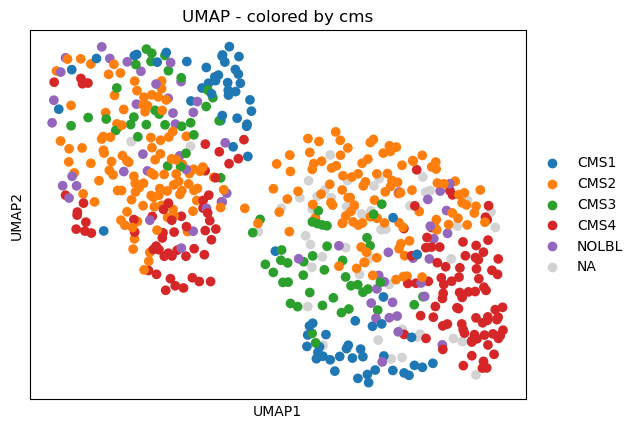 UMAP - colored by cms
UMAP2
UMAP1
CMS1
CMS2
CMS3
CMS4
NOLBL
NA